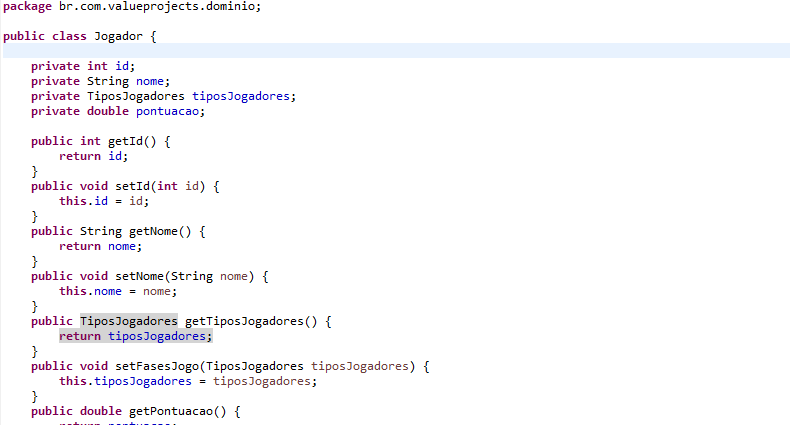 package br.com.valueprojects.dominio;
public class Jogador {
private int id;
private String nome;
private TiposJogadores tiposJogadores;
private double pontuacao;
public int getId() {
return id;
}
public void setId(int id) {
this.id = id;
}
public String getNome() {
return nome;
}
public void setNome(String nome) {
this.nome = nome;
}
public TiposJogadores getTiposJogadores() {
return tiposJogadores;
}
public void setFasesJogo(TiposJogadores tiposJogadores) {
this.tiposJogadores = tiposJogadores;
}
public double getPontuacao() {